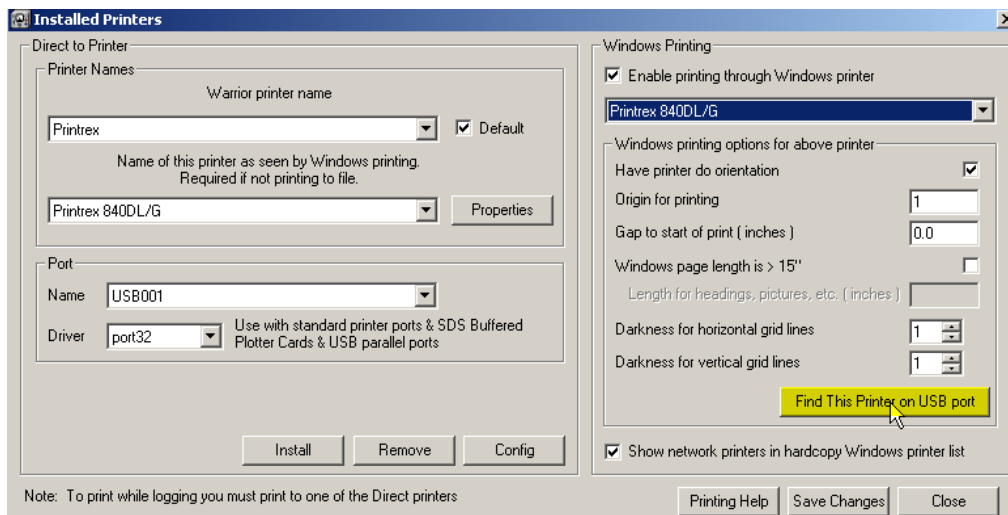 Installed Printers
Direct to Printer
Printer Names
Warrior printer name
Printrex
Default
Name of this printer as seen by Windows printing.
Required if not printing to file.
Printrex 840DL/G
Properties
Port
Name
USB001
Driver
port32
Use with standard printer ports & SDS Buffered
Plotter Cards & USB parallel ports
Install
Remove
Config
Note: To print while logging you must print to one of the Direct printers
Windows Printing
Enable printing through Windows printer
Printrex 840DL/G
Windows printing options for above printer
Have printer do orientation
Origin for printing
1
Gap to start of print ( inches )
0.0
Windows page length is > 15"
Length for headings, pictures, etc. ( inches )
Darkness for horizontal grid lines
1
Darkness for vertical grid lines
1
Find This Printer on USB port
Show network printers in hardcopy Windows printer list
Printing Help
Save Changes
Close